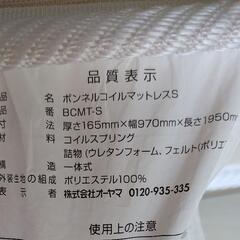 品質表示
品名 ボンネルコイルマットレスS
品番 BCMT-S
寸法 厚さ165mm×幅970mm×長さ1950m
材料 コイルスプリング
詰物(ウレタンフォーム、フェルト(ポリエ
構造 一体式
外装生地の組成 ポリエステル100%
株式会社オーヤマ 0120-935-335
使用上の注意